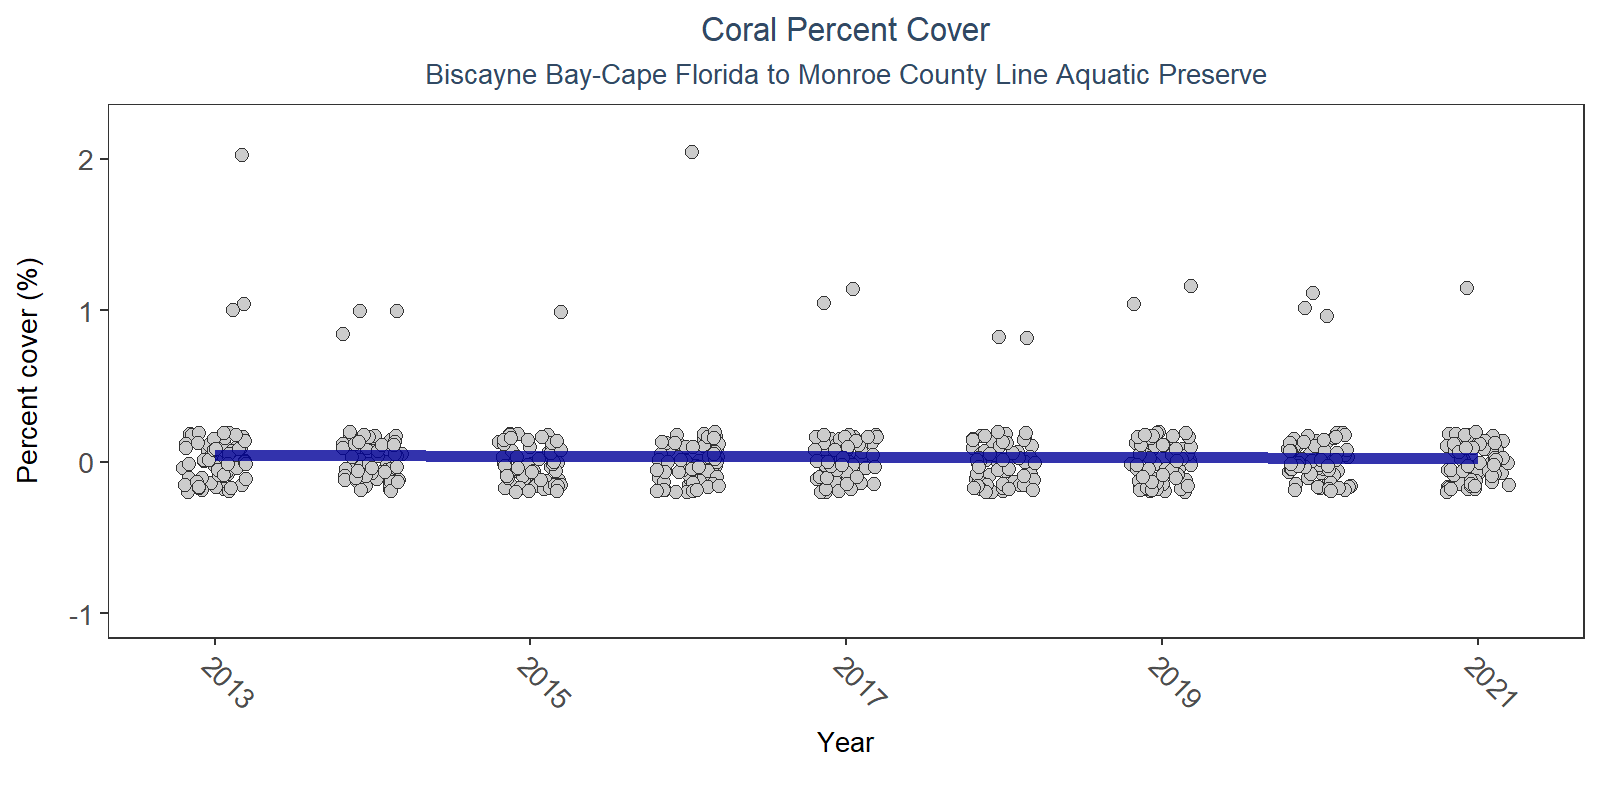 Coral Percent Cover
Biscayne Bay-Cape Florida to Monroe County Line Aquatic Preserve
Percent cover (%)
2
1
0
-1
2013
2015
2017
2019
2021
Year